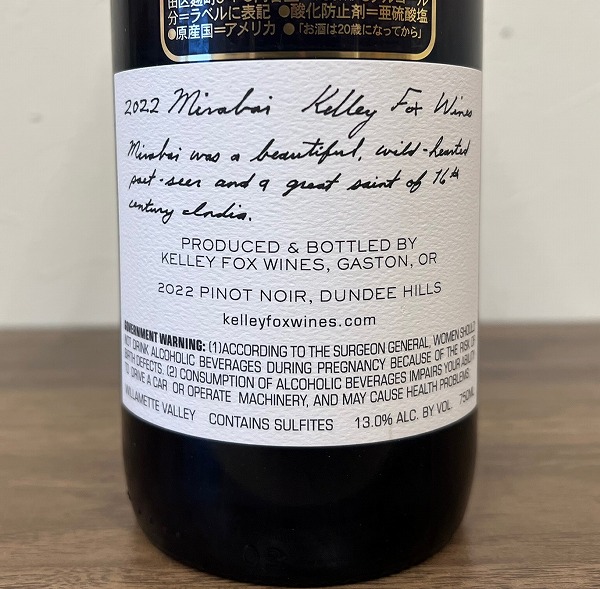 分=ラベルに表記 ●酸化防止剤=亜硫酸塩
●原産国=アメリカ ●「お酒は20歳になってから」
2022 Mirabai Kelley Fox Wines
Mirabai was a beautiful, wild-hearted
poet-seer and a great saint of 16th
century India.
PRODUCED & BOTTLED BY
KELLEY FOX WINES, GASTON, OR
2022 PINOT NOIR, DUNDEE HILLS
kelleyfoxwines.com
GOVERNMENT WARNING: (1)ACCORDING TO THE SURGEON GENERAL, WOMEN SHOULD
NOT DRINK ALCOHOLIC BEVERAGES DURING PREGNANCY BECAUSE OF THE RISK OF
BIRTH DEFECTS. (2) CONSUMPTION OF ALCOHOLIC BEVERAGES IMPAIRS YOUR ABILITY
TO DRIVE A CAR OR OPERATE MACHINERY, AND MAY CAUSE HEALTH PROBLEMS.
WILLAMETTE VALLEY CONTAINS SULFITES 13.0% ALC. BY VOL. 750ML